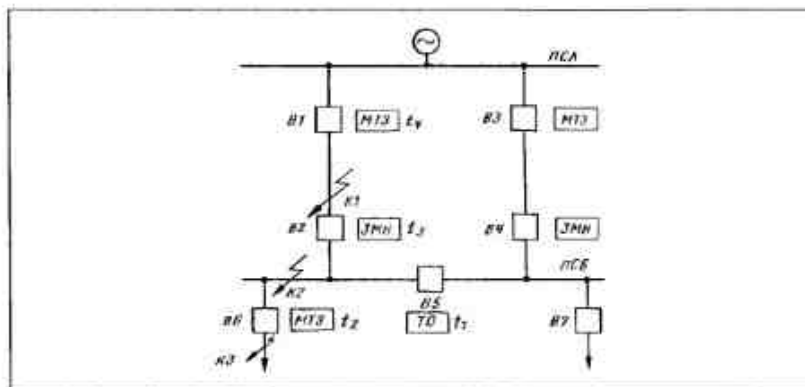 ПСА
В1 МТЗ t4
В3 МТЗ
К1
В2 ЗМН t3
В4 ЗМН
ПСБ
К2
В5
В6 МТЗ t2
ТО t1
В7
К3